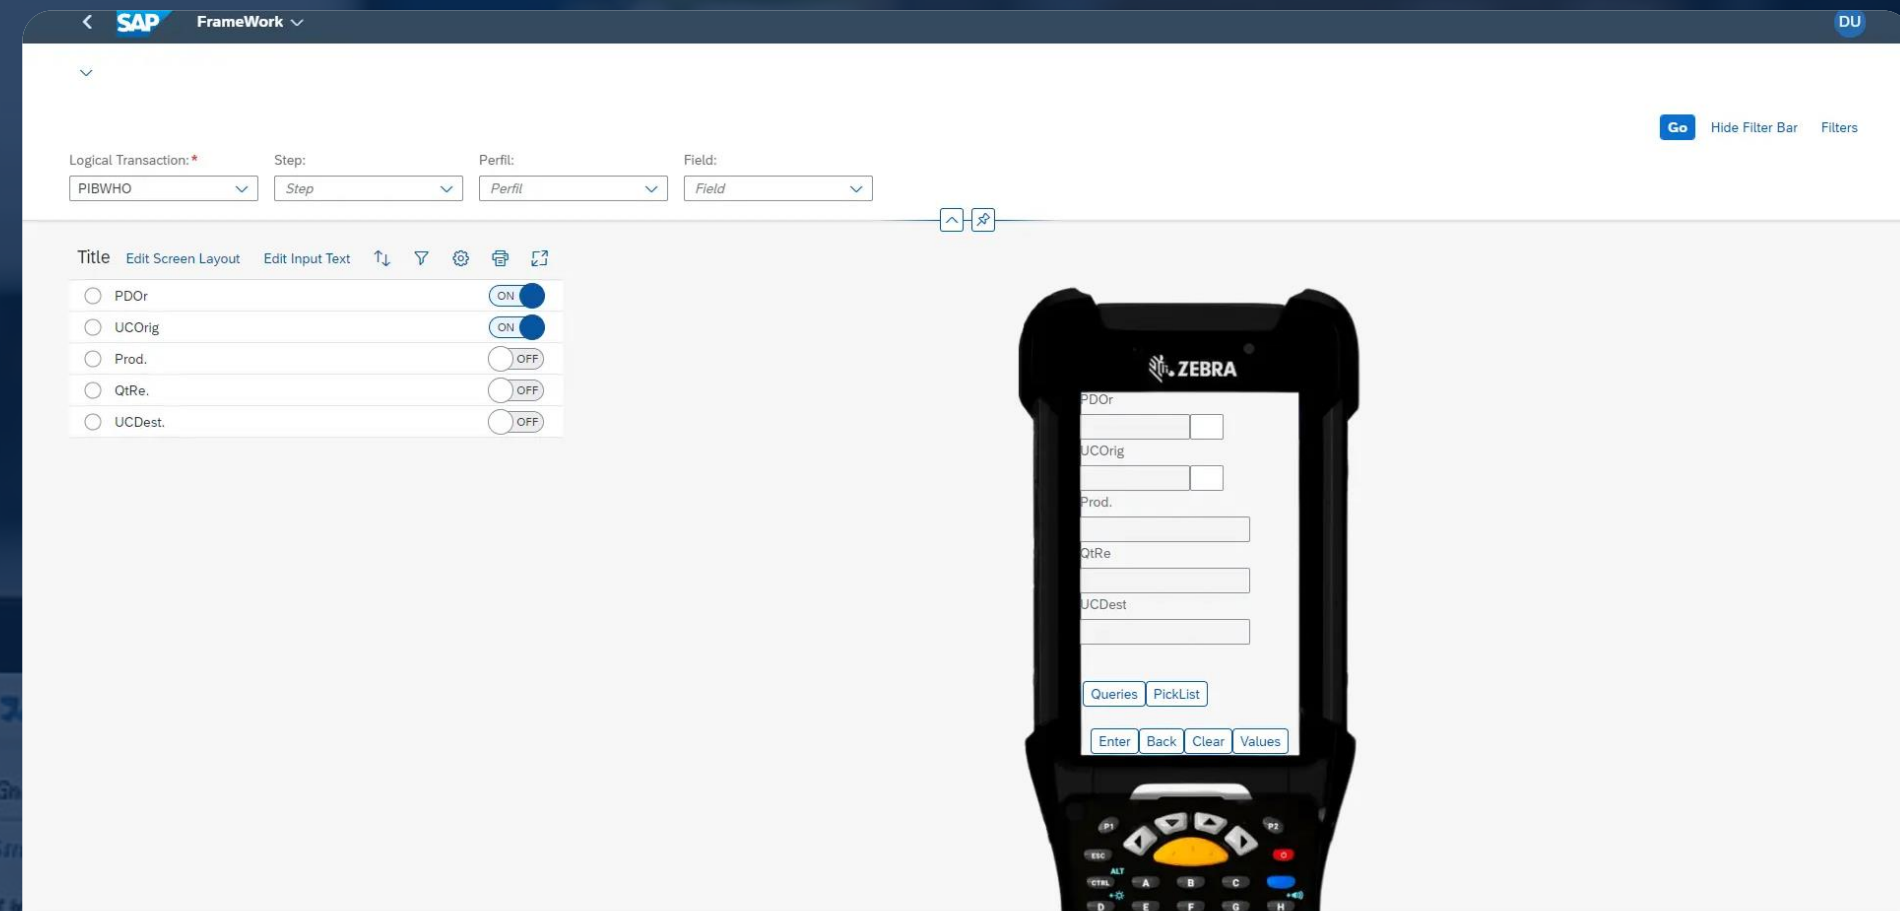 SAP FrameWork DU
Go Hide Filter Bar Filters
Logical Transaction:* Step: Perfil: Field:
PIBWHO Step Perfil Field
Title Edit Screen Layout Edit Input Text
PDOr ON
UCOrig ON
Prod. OFF
QtRe. OFF
UCDest. OFF
ZEBRA
PDOr
UCOrig
Prod.
QtRe
UCDest
Queries PickList
Enter Back Clear Values
P1 P2
ESC
ALT
CTRL A B C
D E F G H